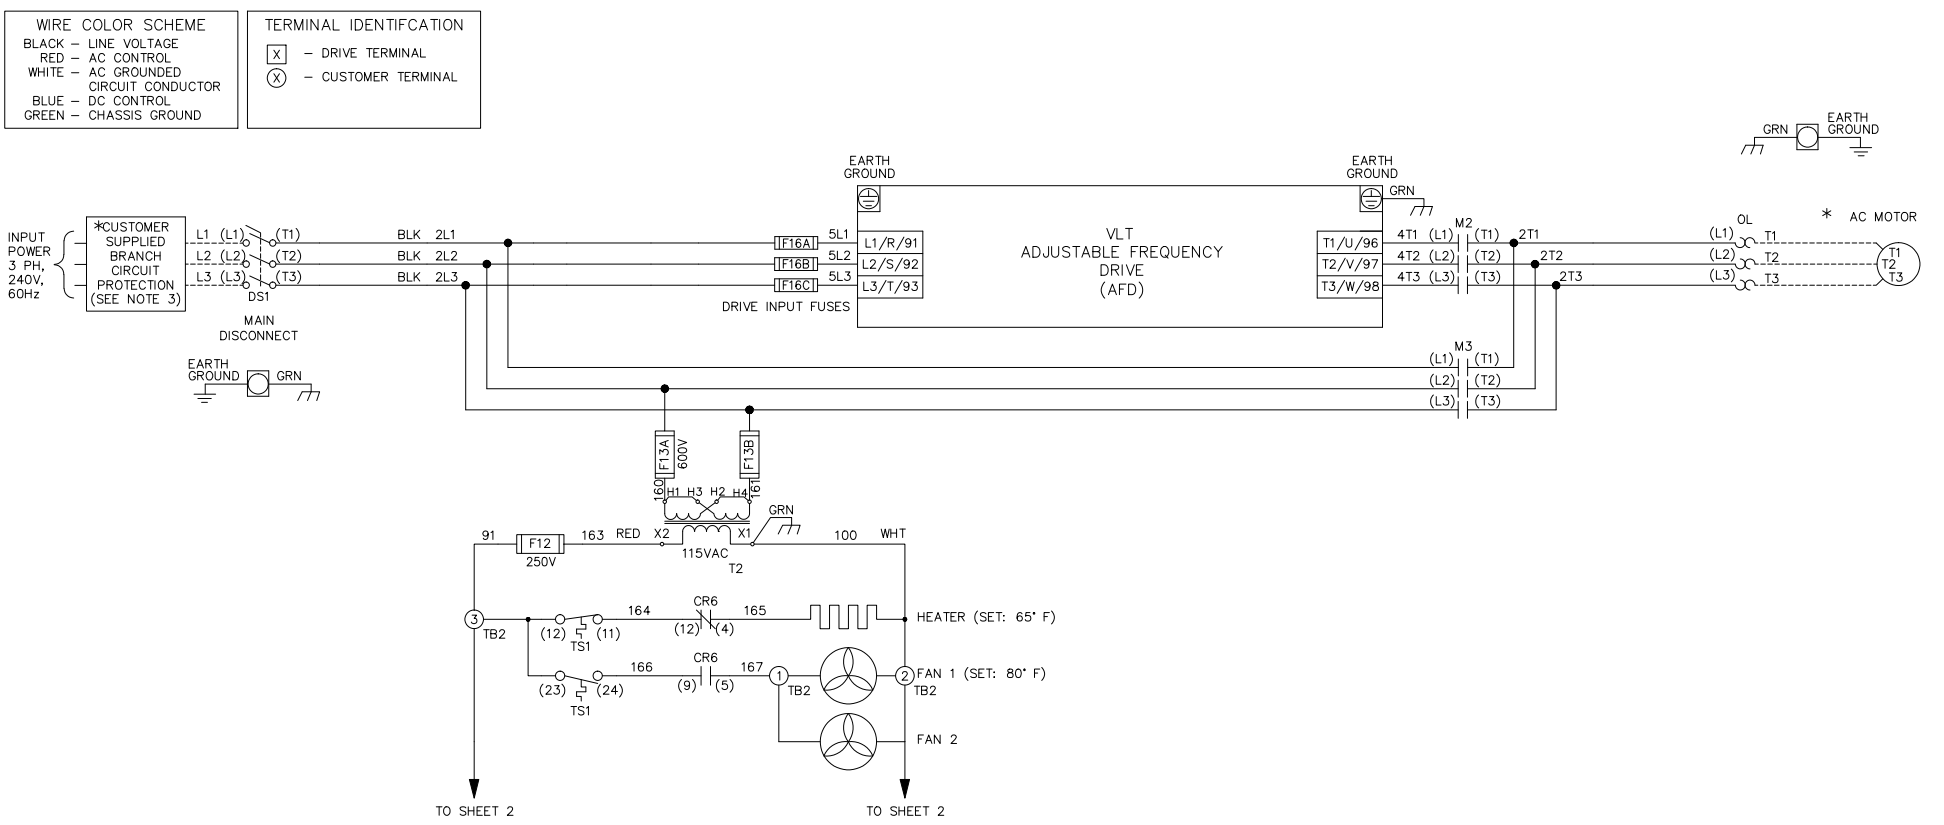 WIRE COLOR SCHEME
BLACK – LINE VOLTAGE
RED – AC CONTROL
WHITE – AC GROUNDED
CIRCUIT CONDUCTOR
BLUE – DC CONTROL
GREEN – CHASSIS GROUND
TERMINAL IDENTIFCATION
X – DRIVE TERMINAL
X – CUSTOMER TERMINAL
GRN
EARTH
GROUND
EARTH
GROUND
EARTH
GROUND
GRN
INPUT
POWER
3 PH,
240V,
60Hz
*CUSTOMER
SUPPLIED
BRANCH
CIRCUIT
PROTECTION
(SEE NOTE 3)
L1 (L1) (T1)
L2 (L2) (T2)
L3 (L3) (T3)
DS1
MAIN
DISCONNECT
BLK 2L1
BLK 2L2
BLK 2L3
F16A 5L1
F16B 5L2
F16C 5L3
DRIVE INPUT FUSES
L1/R/91
L2/S/92
L3/T/93
VLT
ADJUSTABLE FREQUENCY
DRIVE
(AFD)
T1/U/96
T2/V/97
T3/W/98
M2
4T1 (L1) (T1) 2T1
4T2 (L2) (T2) 2T2
4T3 (L3) (T3) 2T3
OL
(L1) T1
(L2) T2
(L3) T3
* AC MOTOR
T1
T2
T3
M3
(L1) (T1)
(L2) (T2)
(L3) (T3)
EARTH
GROUND
GRN
F13A
600V
F13B
160
161
H1 H3 H2 H4
GRN
91
F12
250V
163
RED
X2
X1
115VAC
T2
100
WHT
3
TB2
(12) (11)
TS1
164
CR6
(12) (4)
165
HEATER (SET: 65° F)
(23) (24)
TS1
166
CR6
(9) (5)
167
1
TB2
2
TB2
FAN 1 (SET: 80° F)
FAN 2
TO SHEET 2
TO SHEET 2